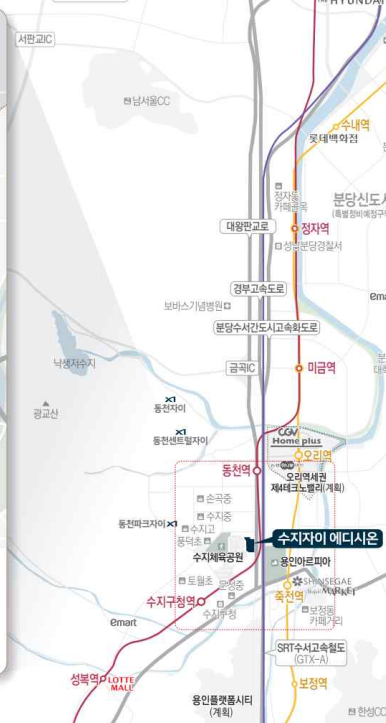 HYUNDAI
서판교IC
남서울CC
수내역
롯데백화점
정자동
카페골목
분당신도시
대왕판교로
정자역
성남분당경찰서
경부고속도로
보바스기념병원
분당수서간도시고속화도로
금곡IC
미금역
낙생저수지
광교산
동천자이
동천센트럴자이
CGV
Home plus
오리역
동천역
오리역세권
제4테크노밸리(계획)
손곡중
수지중
동천파크자이
수지고
풍덕초
수지체육공원
수지자이 에디시온
용인아르피아
토월초
문정중
SHINSEGAE
MARKET
죽전역
수지구청역
수지구청
보정동
카페거리
emart
SRT수서고속철도
(GTX-A)
성복역
LOTTE
MALL
보정역
용인플랫폼시티
(계획)
한성CC